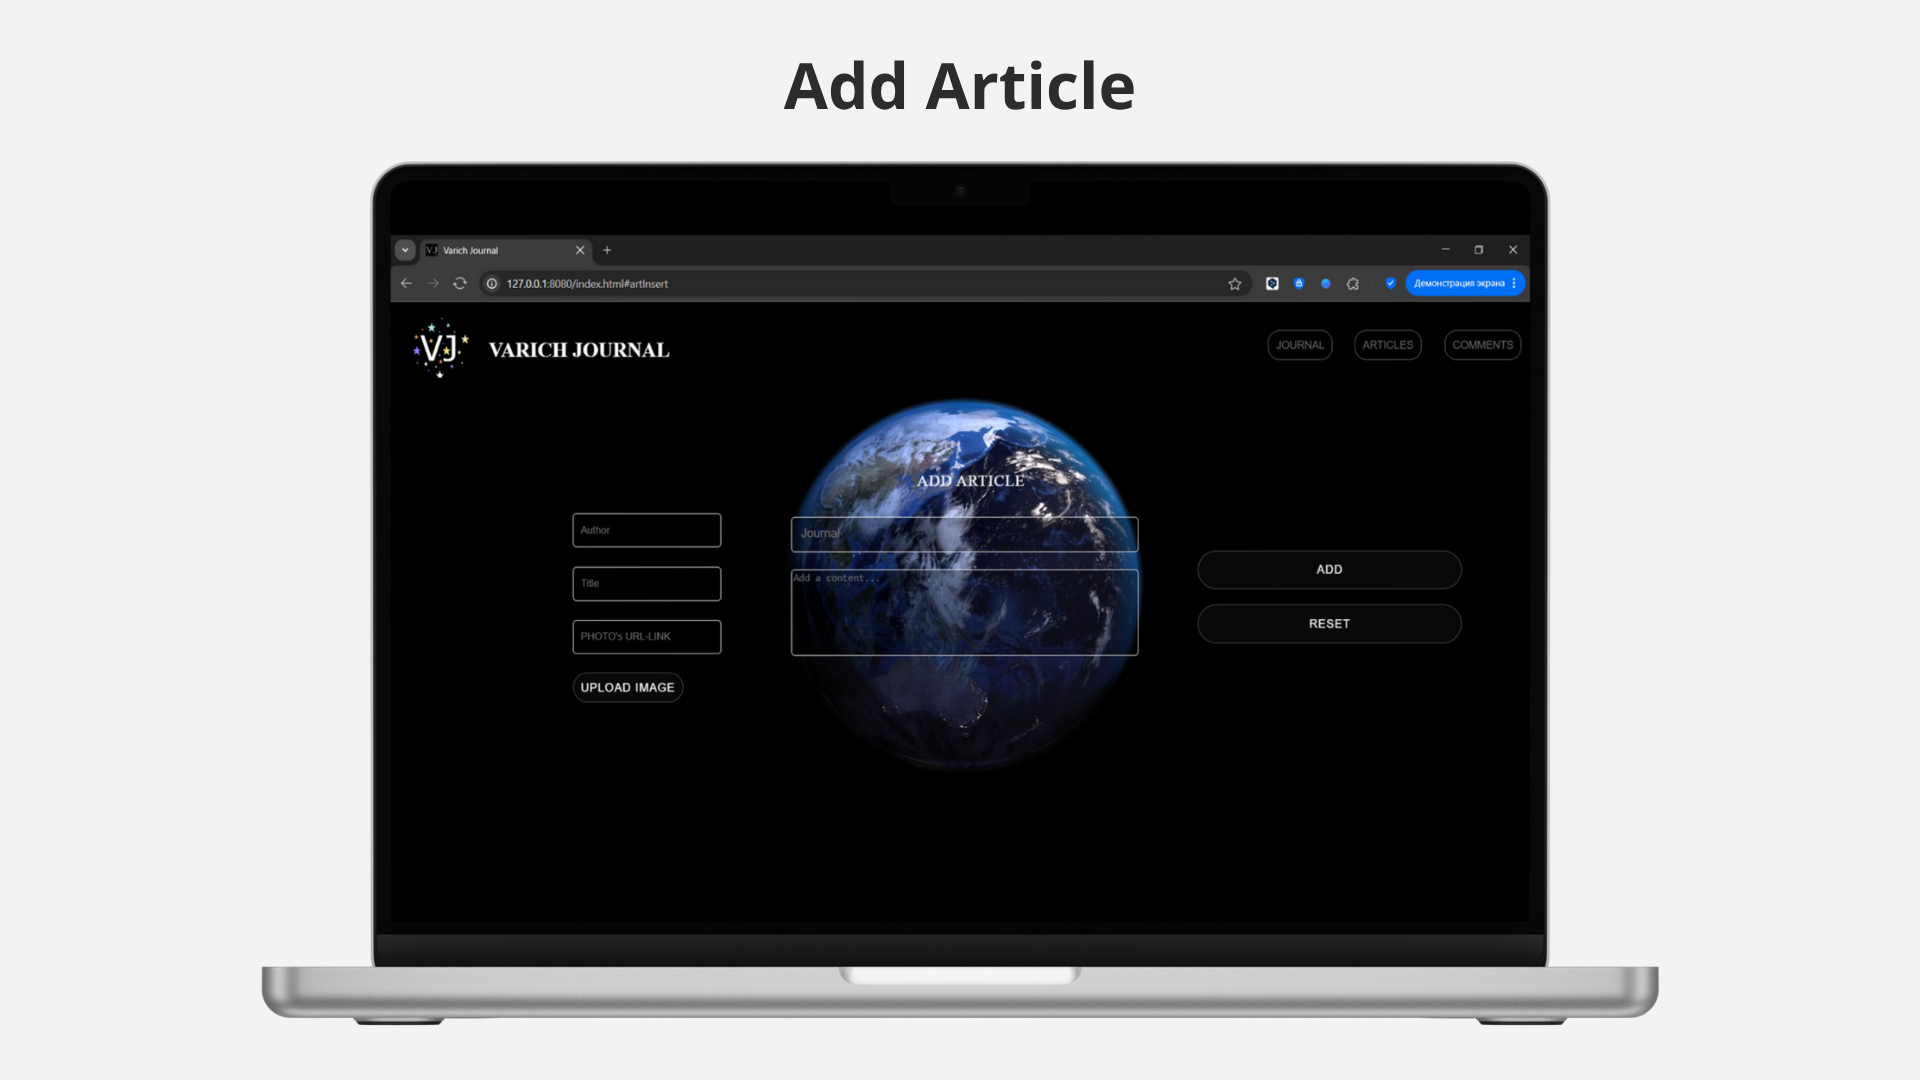 Add Article
VJ Varich Journal
127.0.0.1:8080/index.html#artInsert
Демонстрация экрана
VJ
VARICH JOURNAL
JOURNAL ARTICLES COMMENTS
ADD ARTICLE
Author
Title
PHOTO's URL-LINK
UPLOAD IMAGE
Journal
Add a content...
ADD
RESET